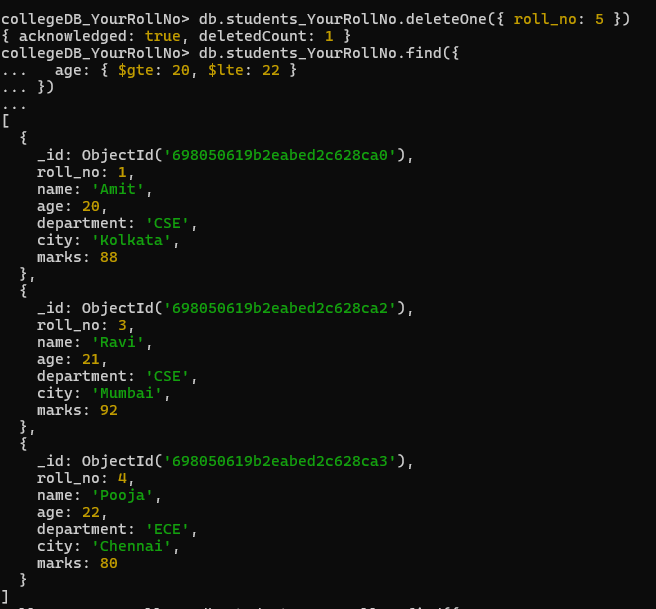 collegeDB_YourRollNo> db.students_YourRollNo.deleteOne({ roll_no: 5 })
{ acknowledged: true, deletedCount: 1 }
collegeDB_YourRollNo> db.students_YourRollNo.find({
...   age: { $gte: 20, $lte: 22 }
... })
...
[
  {
    _id: ObjectId('698050619b2eabed2c628ca0'),
    roll_no: 1,
    name: 'Amit',
    age: 20,
    department: 'CSE',
    city: 'Kolkata',
    marks: 88
  },
  {
    _id: ObjectId('698050619b2eabed2c628ca2'),
    roll_no: 3,
    name: 'Ravi',
    age: 21,
    department: 'CSE',
    city: 'Mumbai',
    marks: 92
  },
  {
    _id: ObjectId('698050619b2eabed2c628ca3'),
    roll_no: 4,
    name: 'Pooja',
    age: 22,
    department: 'ECE',
    city: 'Chennai',
    marks: 80
  }
]